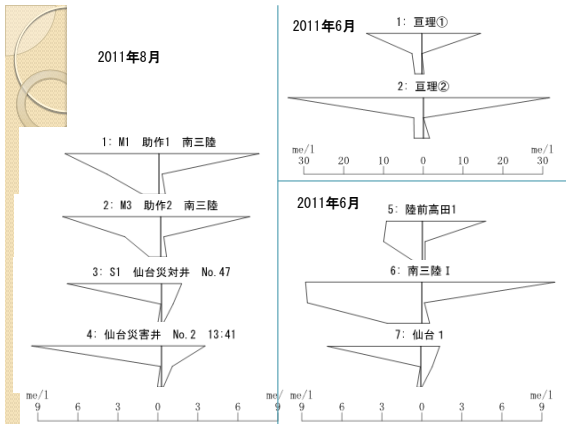 2011年8月
1: M1 助作1 南三陸
2: M3 助作2 南三陸
3: S1 仙台災対井 No.47
4: 仙台災害井 No.2 13:41
me/l me/l
9 6 3 0 3 6 9
2011年6月
1: 亘理①
2: 亘理②
me/l me/l
30 20 10 0 10 20 30
2011年6月
5: 陸前高田1
6: 南三陸Ⅰ
7: 仙台1
me/l me/l
9 6 3 0 3 6 9